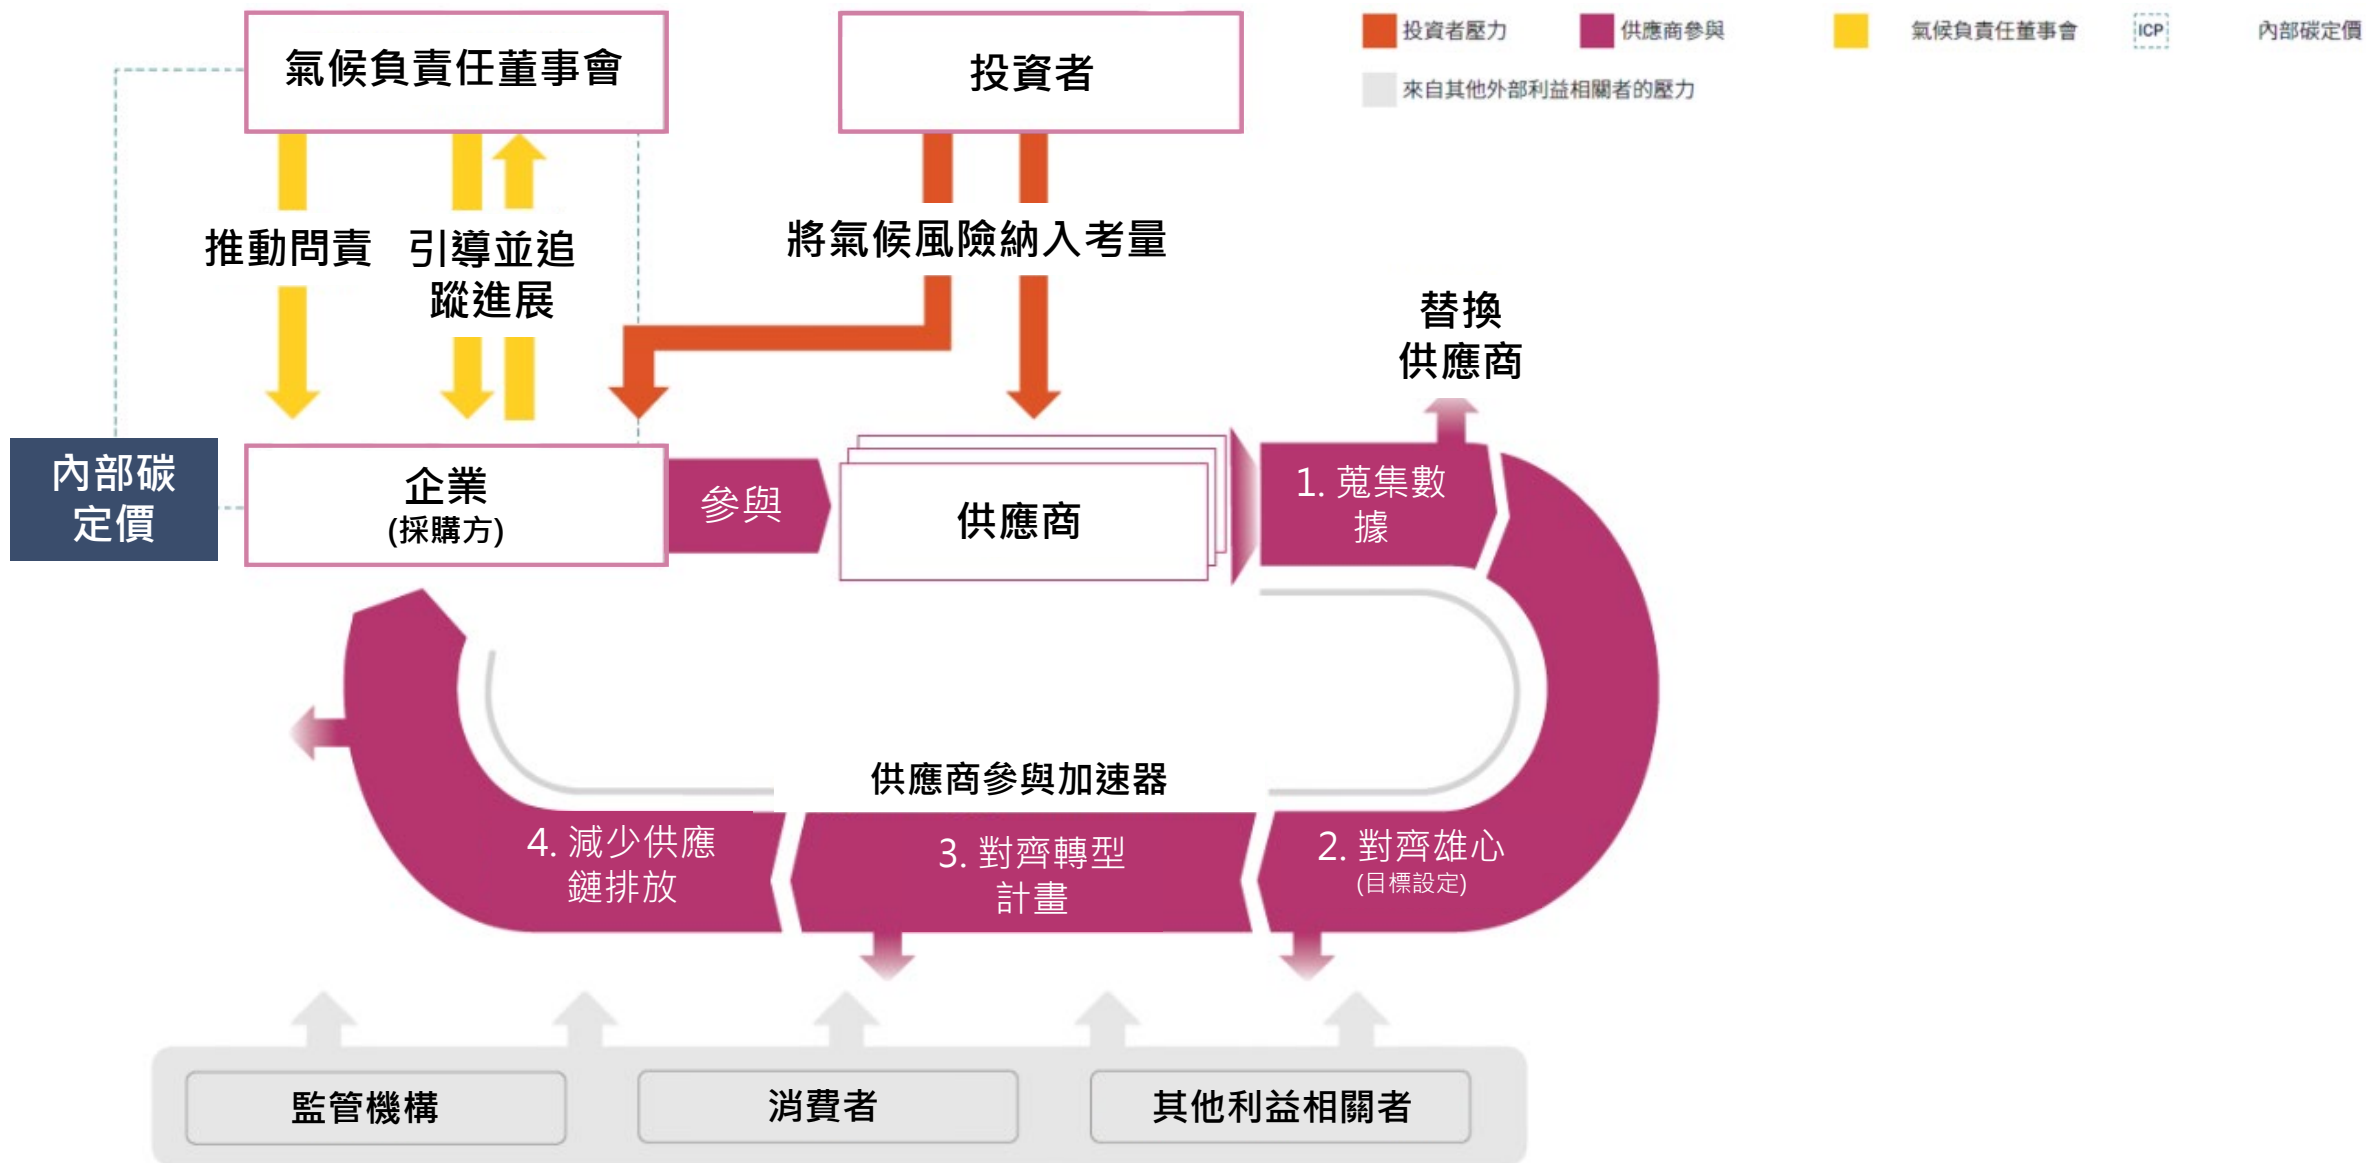 氣候負責任董事會
投資者
投資者壓力
供應商參與
氣候負責任董事會
ICP
內部碳定價
來自其他外部利益相關者的壓力
推動問責
引導並追
蹤進展
將氣候風險納入考量
替換
供應商
內部碳
定價
企業
(採購方)
參與
供應商
1. 蒐集數
據
供應商參與加速器
4. 減少供應
鏈排放
3. 對齊轉型
計畫
2. 對齊雄心
(目標設定)
監管機構
消費者
其他利益相關者